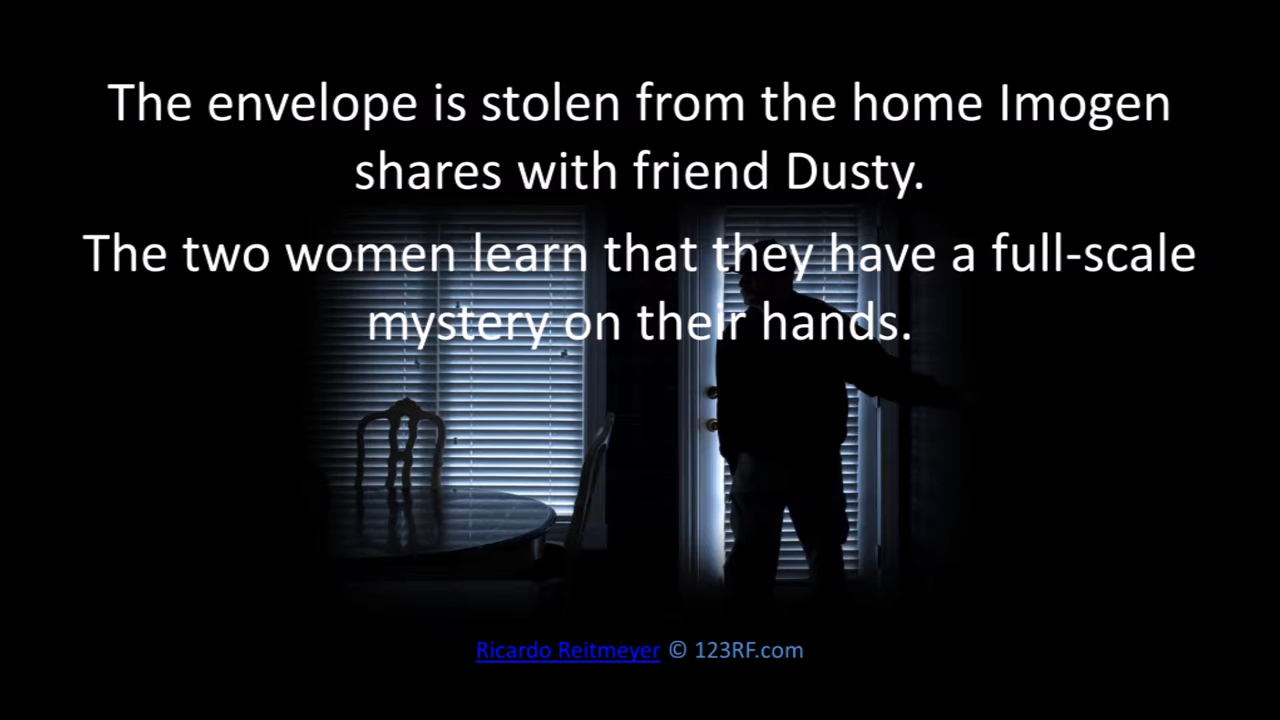 The envelope is stolen from the home Imogen
shares with friend Dusty.
The two women learn that they have a full-scale
mystery on their hands.
Ricardo Reitmeyer © 123RF.com